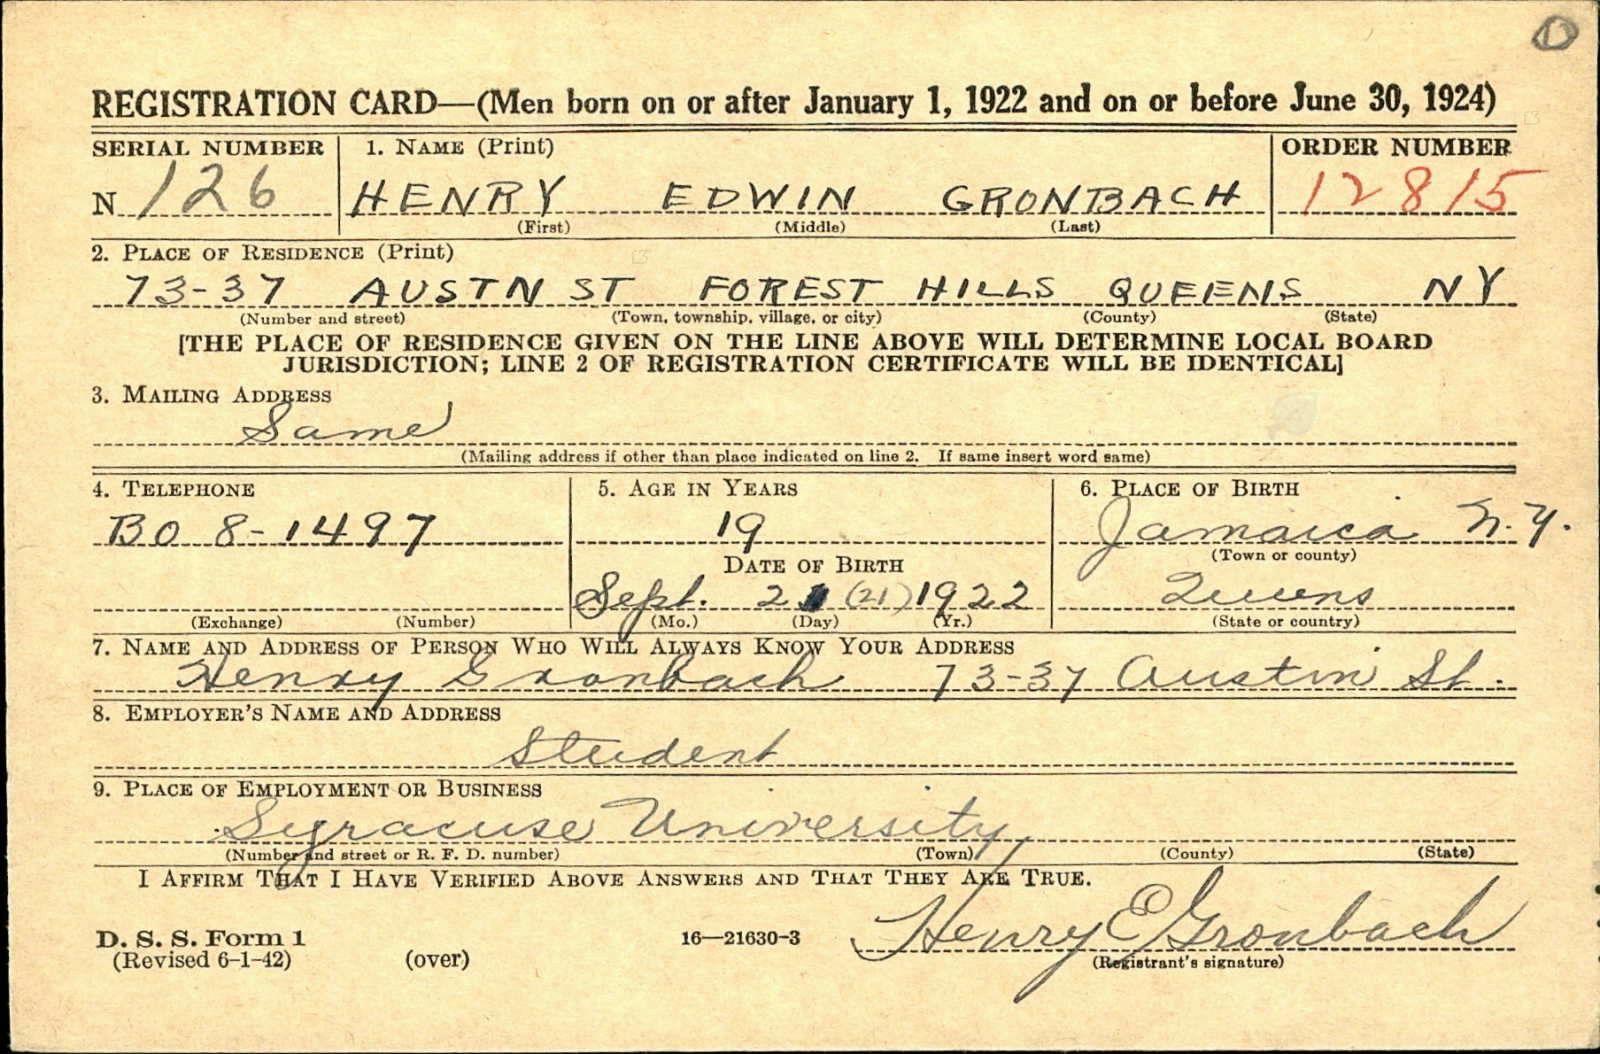 REGISTRATION CARD—(Men born on or after January 1, 1922 and on or before June 30, 1924)
SERIAL NUMBER 1. NAME (Print) ORDER NUMBER
N 126 HENRY EDWIN GRONBACH 12815
(First) (Middle) (Last)
2. PLACE OF RESIDENCE (Print)
73-37 AUSTN ST FOREST HILLS QUEENS NY
(Number and street) (Town, township, village, or city) (County) (State)
[THE PLACE OF RESIDENCE GIVEN ON THE LINE ABOVE WILL DETERMINE LOCAL BOARD
JURISDICTION; LINE 2 OF REGISTRATION CERTIFICATE WILL BE IDENTICAL]
3. MAILING ADDRESS
Same
(Mailing address if other than place indicated on line 2. If same insert word same)
4. TELEPHONE 5. AGE IN YEARS 6. PLACE OF BIRTH
BO 8-1497 19 Jamaica N.Y.
(Town or county)
DATE OF BIRTH
Sept. 21 (21) 1922 Queens
(Exchange) (Number) (Mo.) (Day) (Yr.) (State or country)
7. NAME AND ADDRESS OF PERSON WHO WILL ALWAYS KNOW YOUR ADDRESS
Henry Gronbach 73-37 Austin St.
8. EMPLOYER'S NAME AND ADDRESS
Student
9. PLACE OF EMPLOYMENT OR BUSINESS
Syracuse University
(Number and street or R. F. D. number) (Town) (County) (State)
I AFFIRM THAT I HAVE VERIFIED ABOVE ANSWERS AND THAT THEY ARE TRUE.
Henry E Gronbach
D. S. S. Form 1 16—21630-3
(Revised 6-1-42) (over) (Registrant's signature)